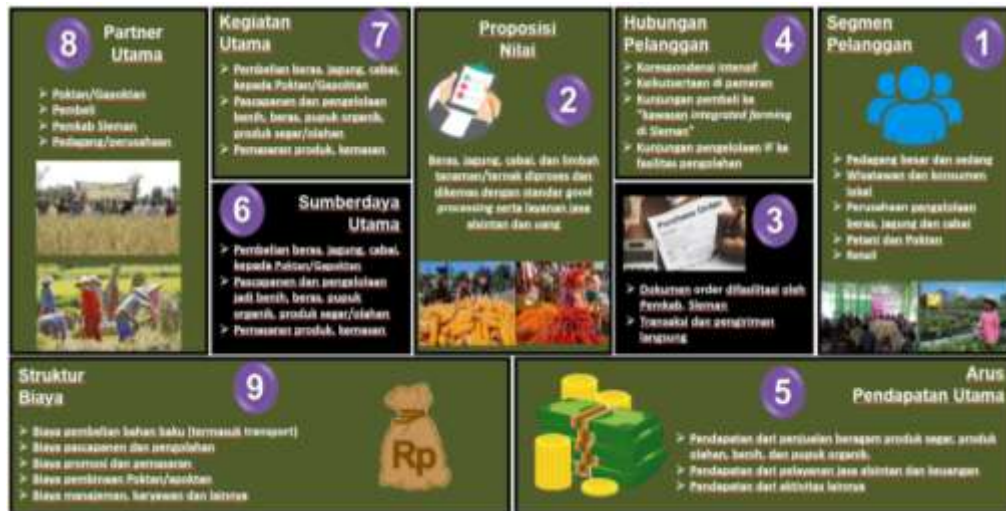 8
Partner
Utama
Poktan/Gapoktan
Pembeli
Pemkab Sleman
Pedagang/perusahaan
Kegiatan
Utama
7
Pembelian beras, jagung, cabai,
kepada Poktan/Gapoktan
Pascapanen dan pengelolaan
benih, beras, pupuk organik,
produk segar/olahan
Pemasaran produk, kemasan
6
Sumberdaya
Utama
Pembelian beras, jagung, cabai,
kepada Poktan/Gapoktan
Pascapanen dan pengelolaan
jadi benih, beras, pupuk
organik, produk segar/olahan
Pemasaran produk, kemasan
Proposisi
Nilai
2
Beras, jagung, cabai, dan limbah
tanaman/ternak diproses dan
dikemas dengan standar good
processing serta layanan jasa
alsintan dan uang
Hubungan
Pelanggan
4
Korespondensi intensif
Keikutsertaan di pameran
Kunjungan pembeli ke
"kawasan integrated farming
di Sleman"
Kunjungan pengelolaan IF ke
fasilitas pengolahan
Purchase Order
3
Dokumen order difasilitasi oleh
Pemkab. Sleman
Transaksi dan pengiriman
langsung
Segmen
Pelanggan
1
Pedagang besar dan sedang
Wisatawan dan konsumen
lokal
Perusahaan pengelolaan
beras, jagung dan cabai
Petani dan Poktan
Retail
Struktur
Biaya
9
Biaya pembelian bahan baku (termasuk transport)
Biaya pascapanen dan pengolahan
Biaya promosi dan pemasaran
Biaya pembinaan Poktan/apoktan
Biaya manajemen, karyawan dan lainnya
Rp
5
Arus
Pendapatan Utama
Pendapatan dari penjualan beragam produk segar, produk
olahan, benih, dan pupuk organik.
Pendapatan dari pelayanan jasa alsintan dan keuangan
Pendapatan dari aktivitas lainnya